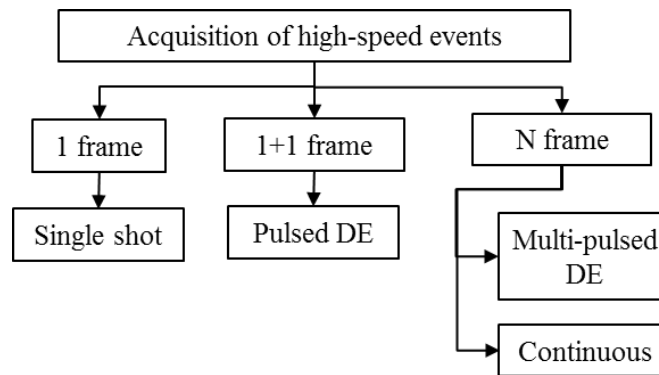 Acquisition of high-speed events
1 frame
1+1 frame
N frame
Single shot
Pulsed DE
Multi-pulsed
DE
Continuous